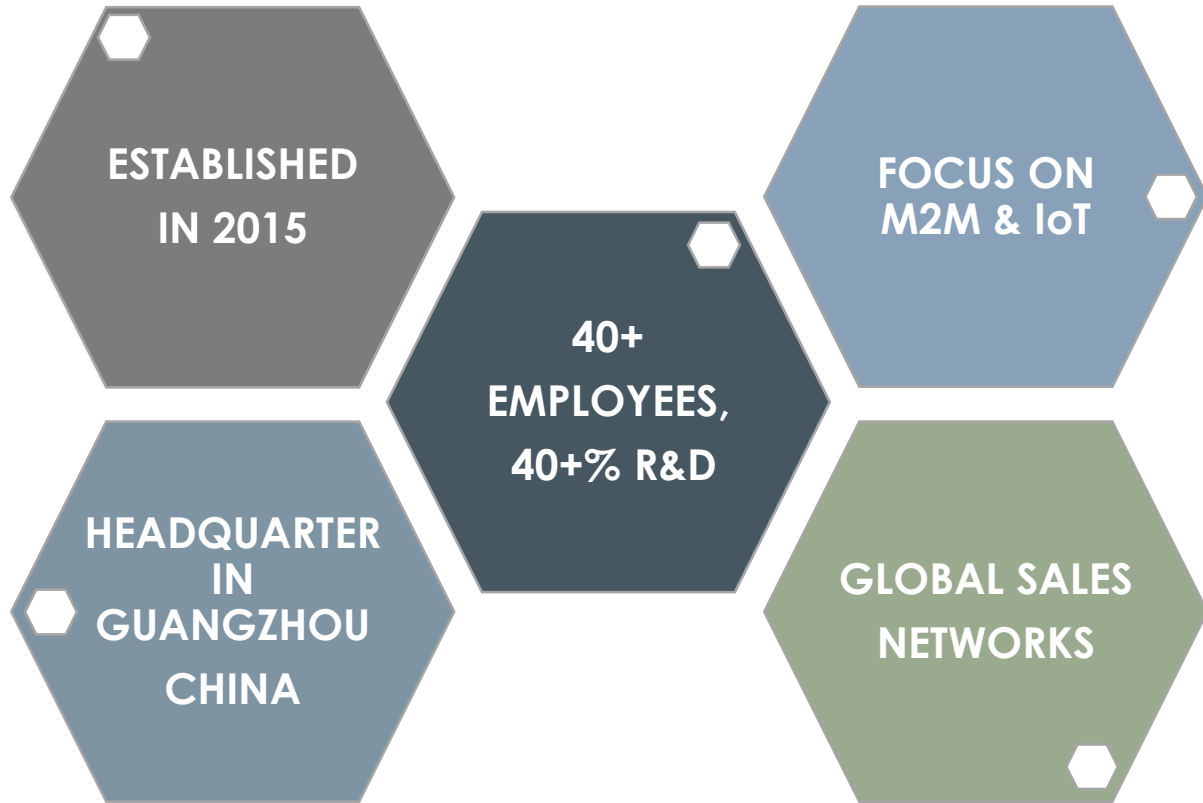 ESTABLISHED
IN 2015
FOCUS ON
M2M & IoT
40+
EMPLOYEES,
40+% R&D
HEADQUARTER
IN
GUANGZHOU
CHINA
GLOBAL SALES
NETWORKS